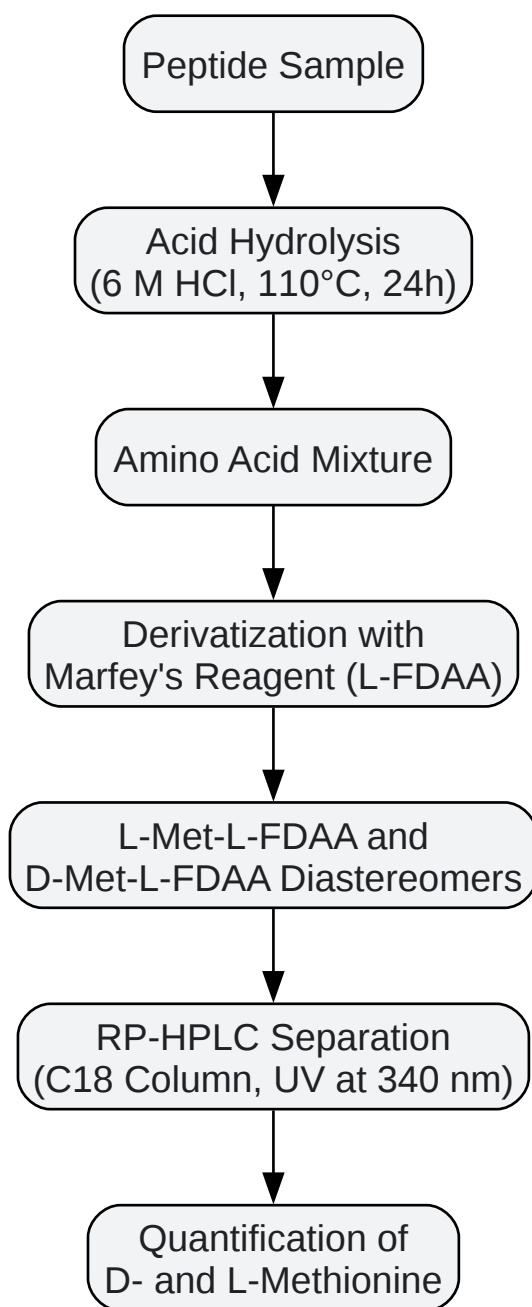 Peptide Sample
Acid Hydrolysis
(6 M HCl, 110°C, 24h)
Amino Acid Mixture
Derivatization with
Marfey's Reagent (L-FDAA)
L-Met-L-FDAA and
D-Met-L-FDAA Diastereomers
RP-HPLC Separation
(C18 Column, UV at 340 nm)
Quantification of
D- and L-Methionine